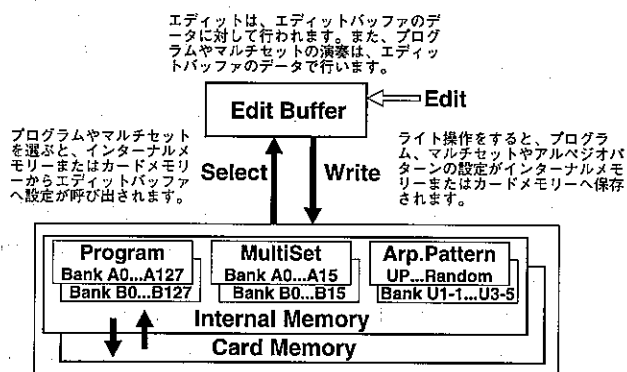 エディットは、エディットバッファのデ
ータに対して行われます。また、プログ
ラムやマルチセットの演奏は、エディッ
トバッファのデータで行います。
Edit Buffer
Edit
プログラムやマルチセット
を選ぶと、インターナルメ
モリーまたはカードメモリ
ーからエディットバッファ
へ設定が呼び出されます。
Select
Write
ライト操作をすると、プログラ
ム、マルチセットやアルペジオパ
ターンの設定がインターナルメモ
リーまたはカードメモリーへ保存
されます。
Program
Bank A0...A127
Bank B0...B127
MultiSet
Bank A0...A15
Bank B0...B15
Arp.Pattern
UP...Random
Bank U1-1...U3-5
Internal Memory
Card Memory